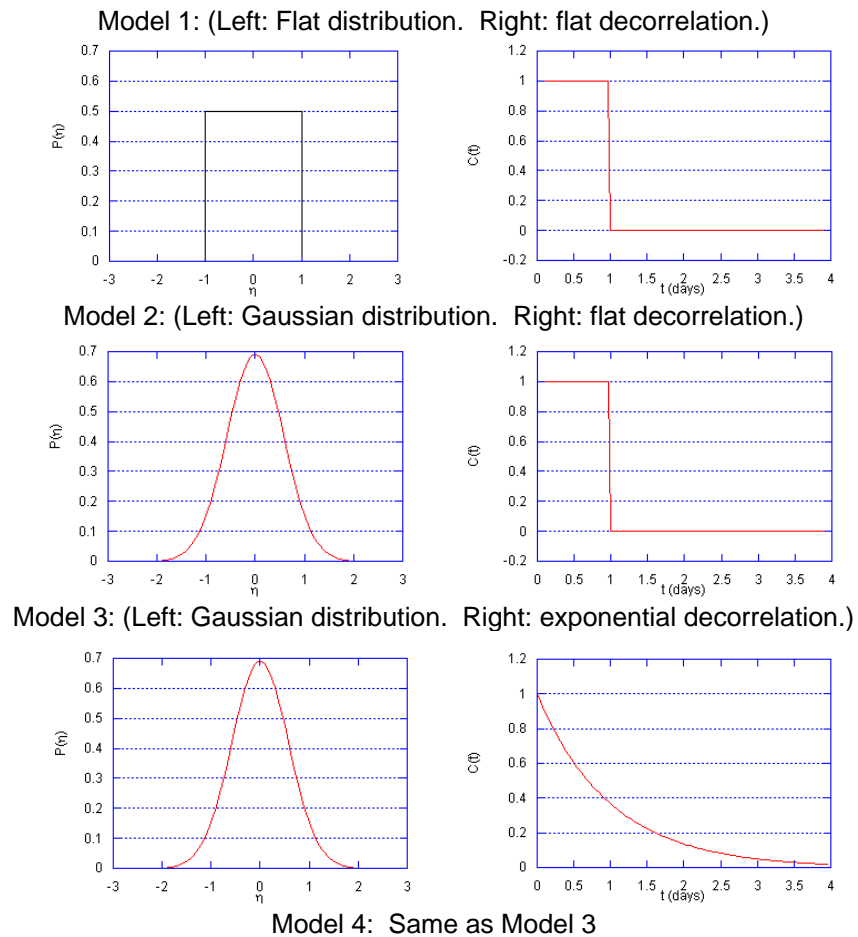 Model 1: (Left: Flat distribution. Right: flat decorrelation.)
0.7
0.6
0.5
0.4
0.3
0.2
0.1
0
P(η)
-3 -2 -1 0 1 2 3
η
1.2
1
0.8
0.6
0.4
0.2
0
-0.2
C(t)
0 0.5 1 1.5 2 2.5 3 3.5 4
t (days)
Model 2: (Left: Gaussian distribution. Right: flat decorrelation.)
0.7
0.6
0.5
0.4
0.3
0.2
0.1
0
P(η)
-3 -2 -1 0 1 2 3
η
1.2
1
0.8
0.6
0.4
0.2
0
-0.2
C(t)
0 0.5 1 1.5 2 2.5 3 3.5 4
t (days)
Model 3: (Left: Gaussian distribution. Right: exponential decorrelation.)
0.7
0.6
0.5
0.4
0.3
0.2
0.1
0
P(η)
-3 -2 -1 0 1 2 3
η
1.2
1
0.8
0.6
0.4
0.2
0
C(t)
0 0.5 1 1.5 2 2.5 3 3.5 4
t (days)
Model 4: Same as Model 3